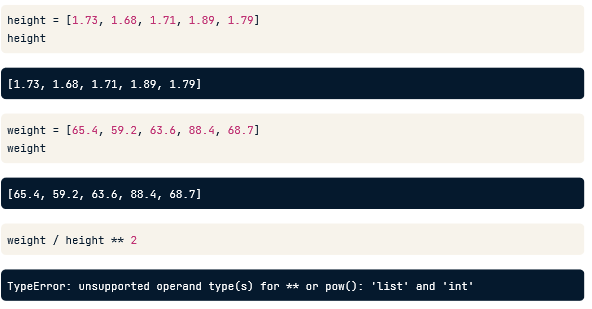 height = [1.73, 1.68, 1.71, 1.89, 1.79]
height
[1.73, 1.68, 1.71, 1.89, 1.79]
weight = [65.4, 59.2, 63.6, 88.4, 68.7]
weight
[65.4, 59.2, 63.6, 88.4, 68.7]
weight / height ** 2
TypeError: unsupported operand type(s) for ** or pow(): 'list' and 'int'